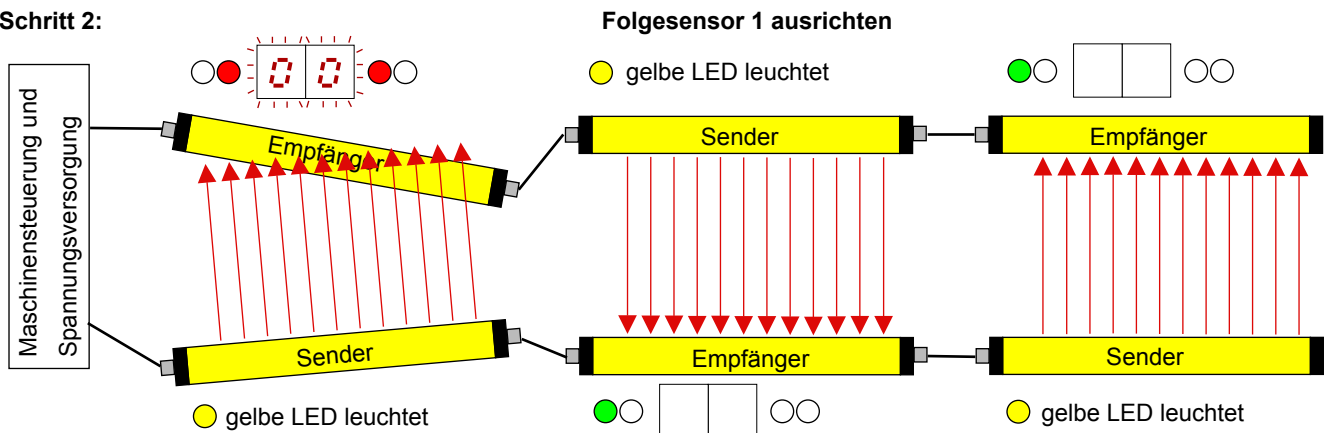 Schritt 2:
Folgesensor 1 ausrichten
Maschinensteuerung und
Spannungsversorgung
00
gelbe LED leuchtet
Empfänger
Sender
Empfänger
Sender
Empfänger
Sender
gelbe LED leuchtet
gelbe LED leuchtet